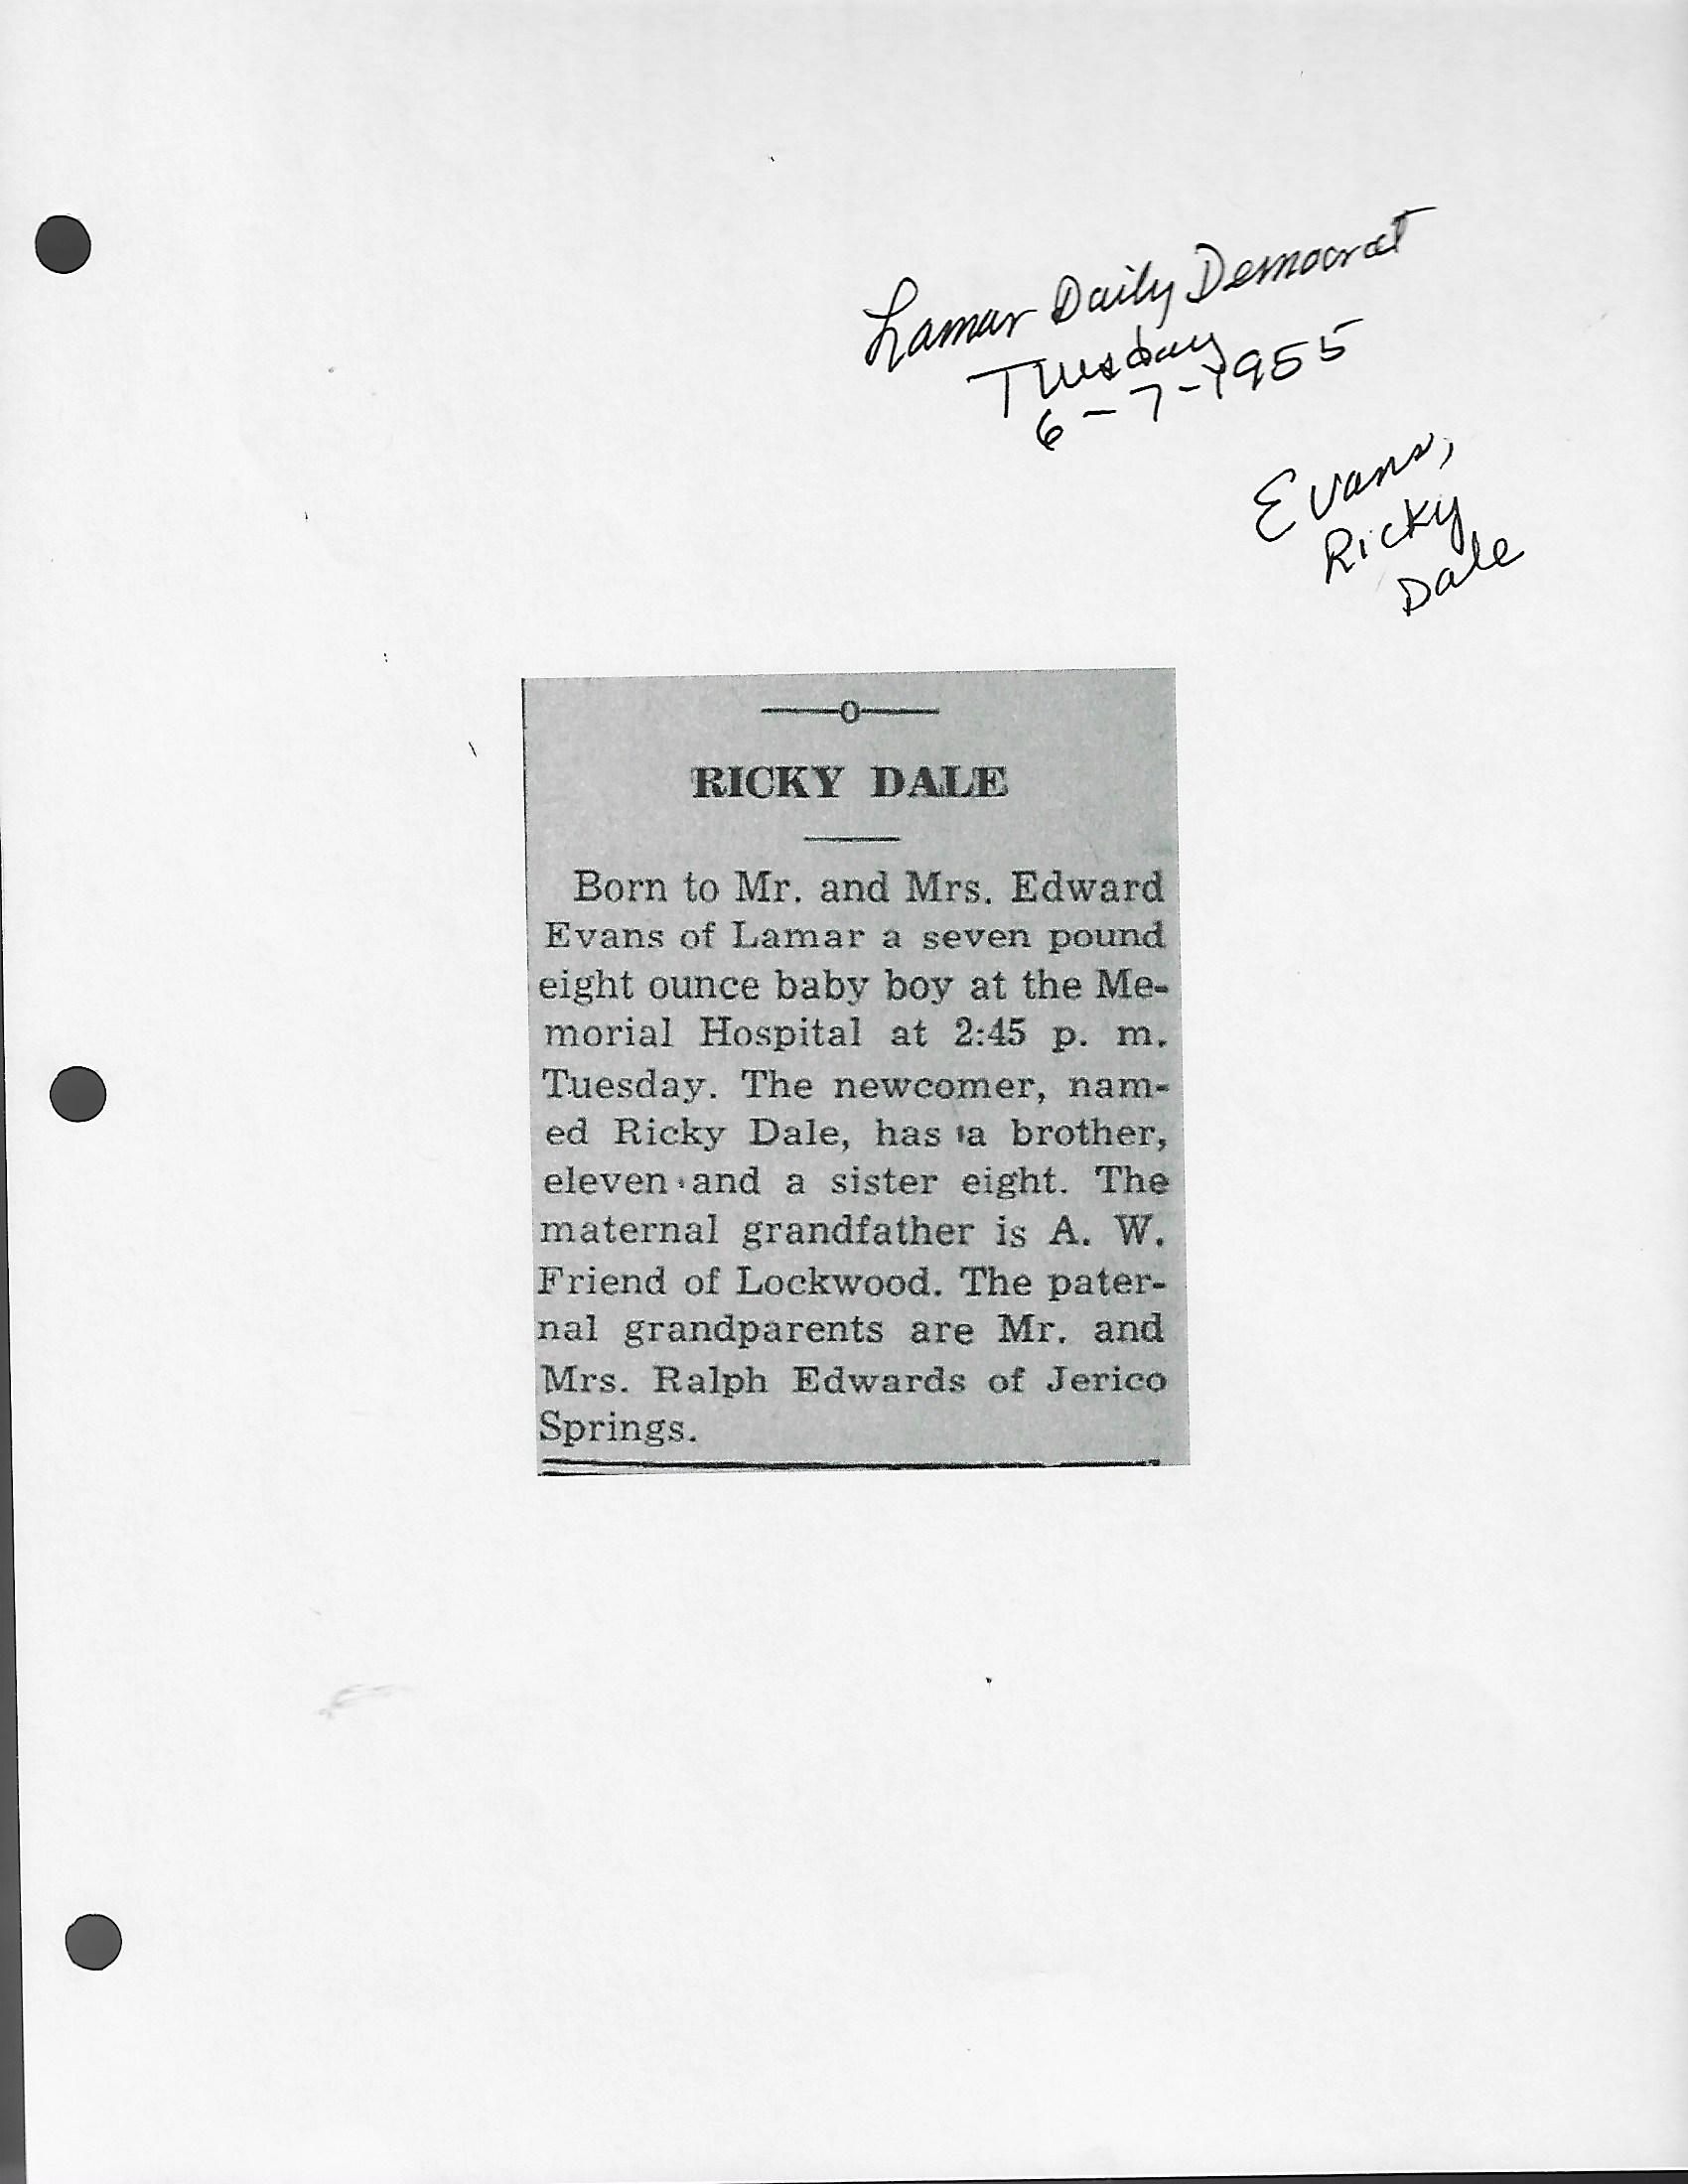 Lamar Daily Democrat
Tuesday
6-7-1955
Evans,
Ricky
Dale
RICKY DALE
Born to Mr. and Mrs. Edward
Evans of Lamar a seven pound
eight ounce baby boy at the Me-
morial Hospital at 2:45 p. m.
Tuesday. The newcomer, nam-
ed Ricky Dale, has a brother,
eleven and a sister eight. The
maternal grandfather is A. W.
Friend of Lockwood. The pater-
nal grandparents are Mr. and
Mrs. Ralph Edwards of Jerico
Springs.